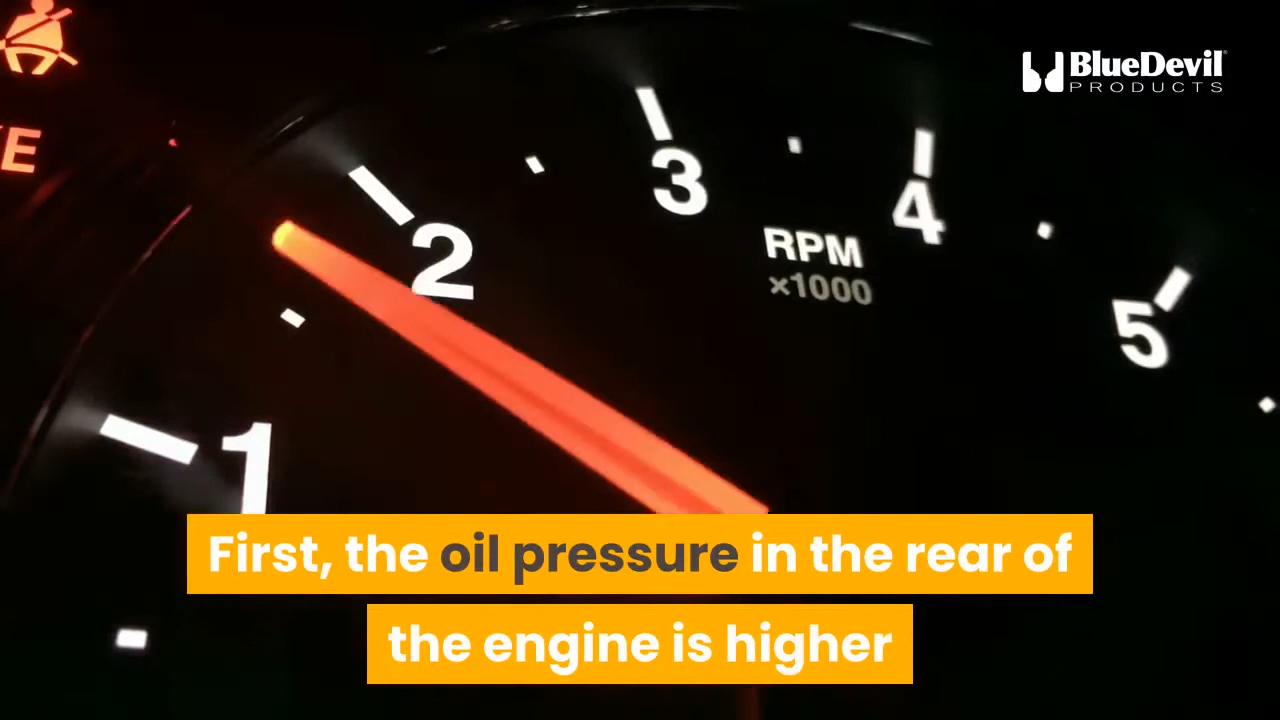 BlueDevil
PRODUCTS
E
3
4
2
RPM
x1000
5
1
First, the oil pressure in the rear of
the engine is higher